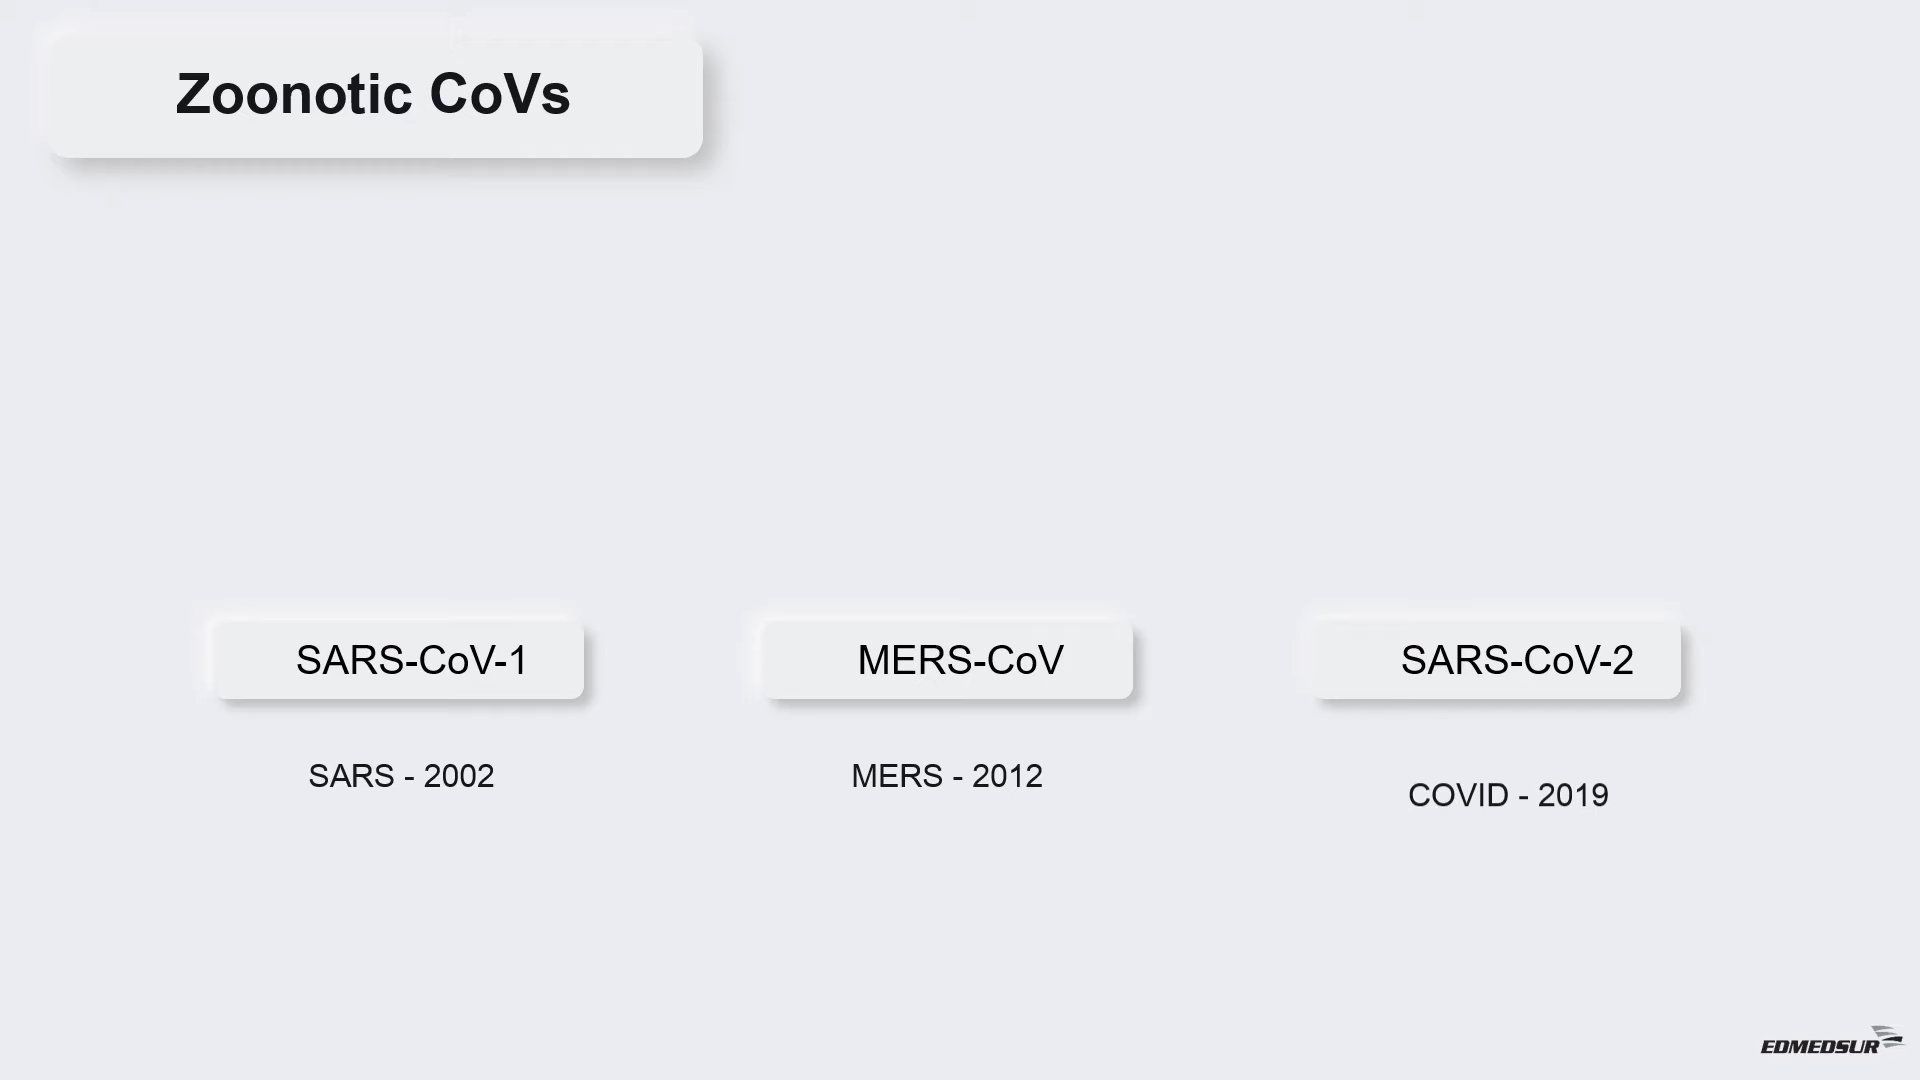 Zoonotic CoVs
SARS-CoV-1
MERS-CoV
SARS-CoV-2
SARS - 2002
MERS - 2012
COVID - 2019
EDMEDSUR